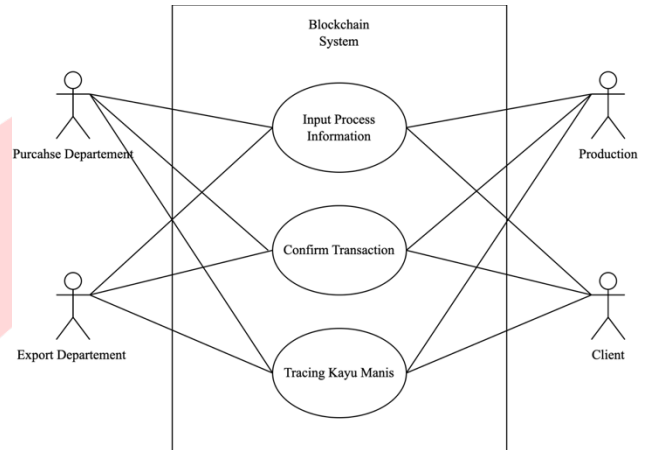 Blockchain
System
Input Process
Information
Purcahse Departement
Production
Confirm Transaction
Export Departement
Client
Tracing Kayu Manis